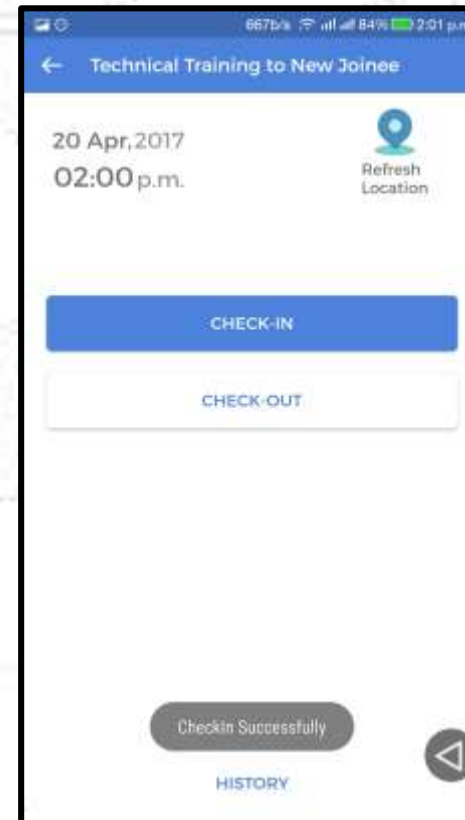 667b/s 84% 2:01 p.m
Technical Training to New Joinee
20 Apr, 2017
02:00 p.m.
Refresh
Location
CHECK-IN
CHECK-OUT
Checkin Successfully
HISTORY